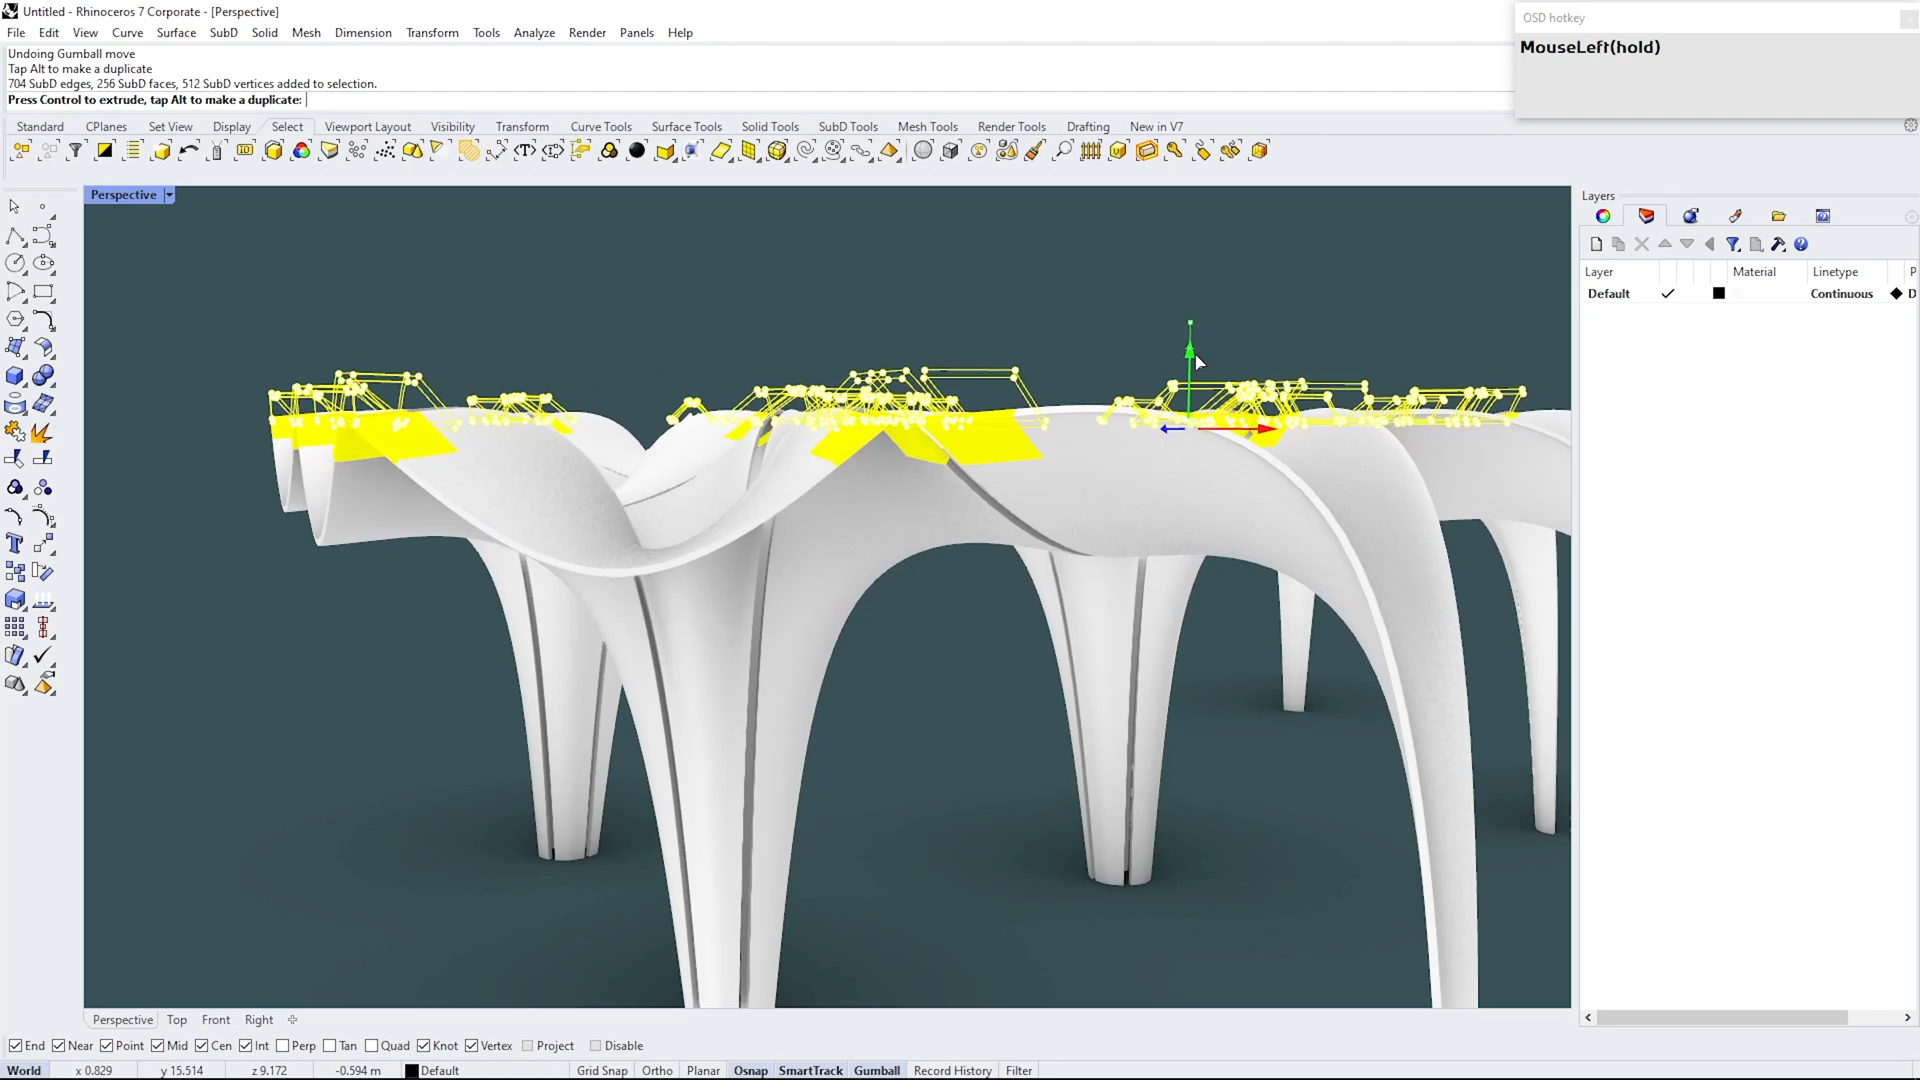 Untitled - Rhinoceros 7 Corporate - [Perspective]
OSD hotkey
MouseLeft(hold)
File Edit View Curve Surface SubD Solid Mesh Dimension Transform Tools Analyze Render Panels Help
Undoing Gumball move
Tap Alt to make a duplicate
704 SubD edges, 256 SubD faces, 512 SubD vertices added to selection.
Press Control to extrude, tap Alt to make a duplicate:
Standard CPlanes Set View Display Select Viewport Layout Visibility Transform Curve Tools Surface Tools Solid Tools SubD Tools Mesh Tools Render Tools Drafting New in V7
Perspective
Layers
Layer Material Linetype P
Default Continuous D
Perspective Top Front Right
End Near Point Mid Cen Int Perp Tan Quad Knot Vertex Project Disable
World x 0.829 y 15.514 z 9.172 -0.594 m Default Grid Snap Ortho Planar Osnap SmartTrack Gumball Record History Filter